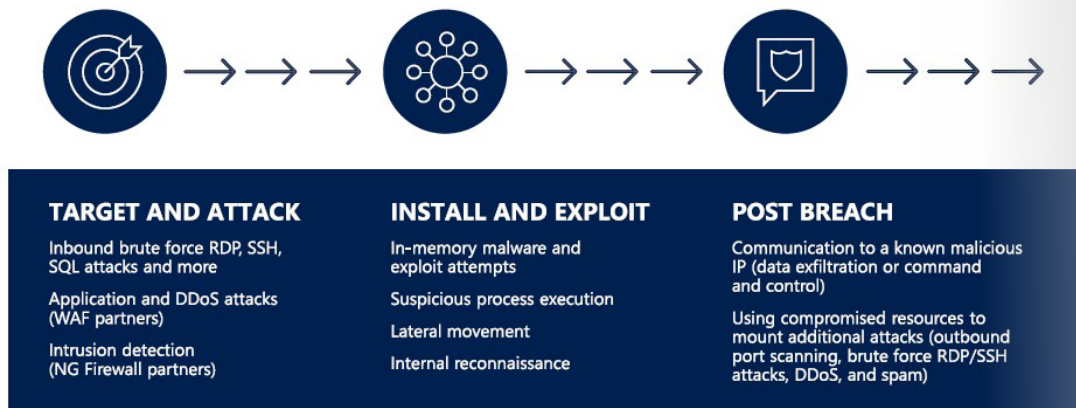 TARGET AND ATTACK
Inbound brute force RDP, SSH,
SQL attacks and more
Application and DDoS attacks
(WAF partners)
Intrusion detection
(NG Firewall partners)
INSTALL AND EXPLOIT
In-memory malware and
exploit attempts
Suspicious process execution
Lateral movement
Internal reconnaissance
POST BREACH
Communication to a known malicious
IP (data exfiltration or command
and control)
Using compromised resources to
mount additional attacks (outbound
port scanning, brute force RDP/SSH
attacks, DDoS, and spam)